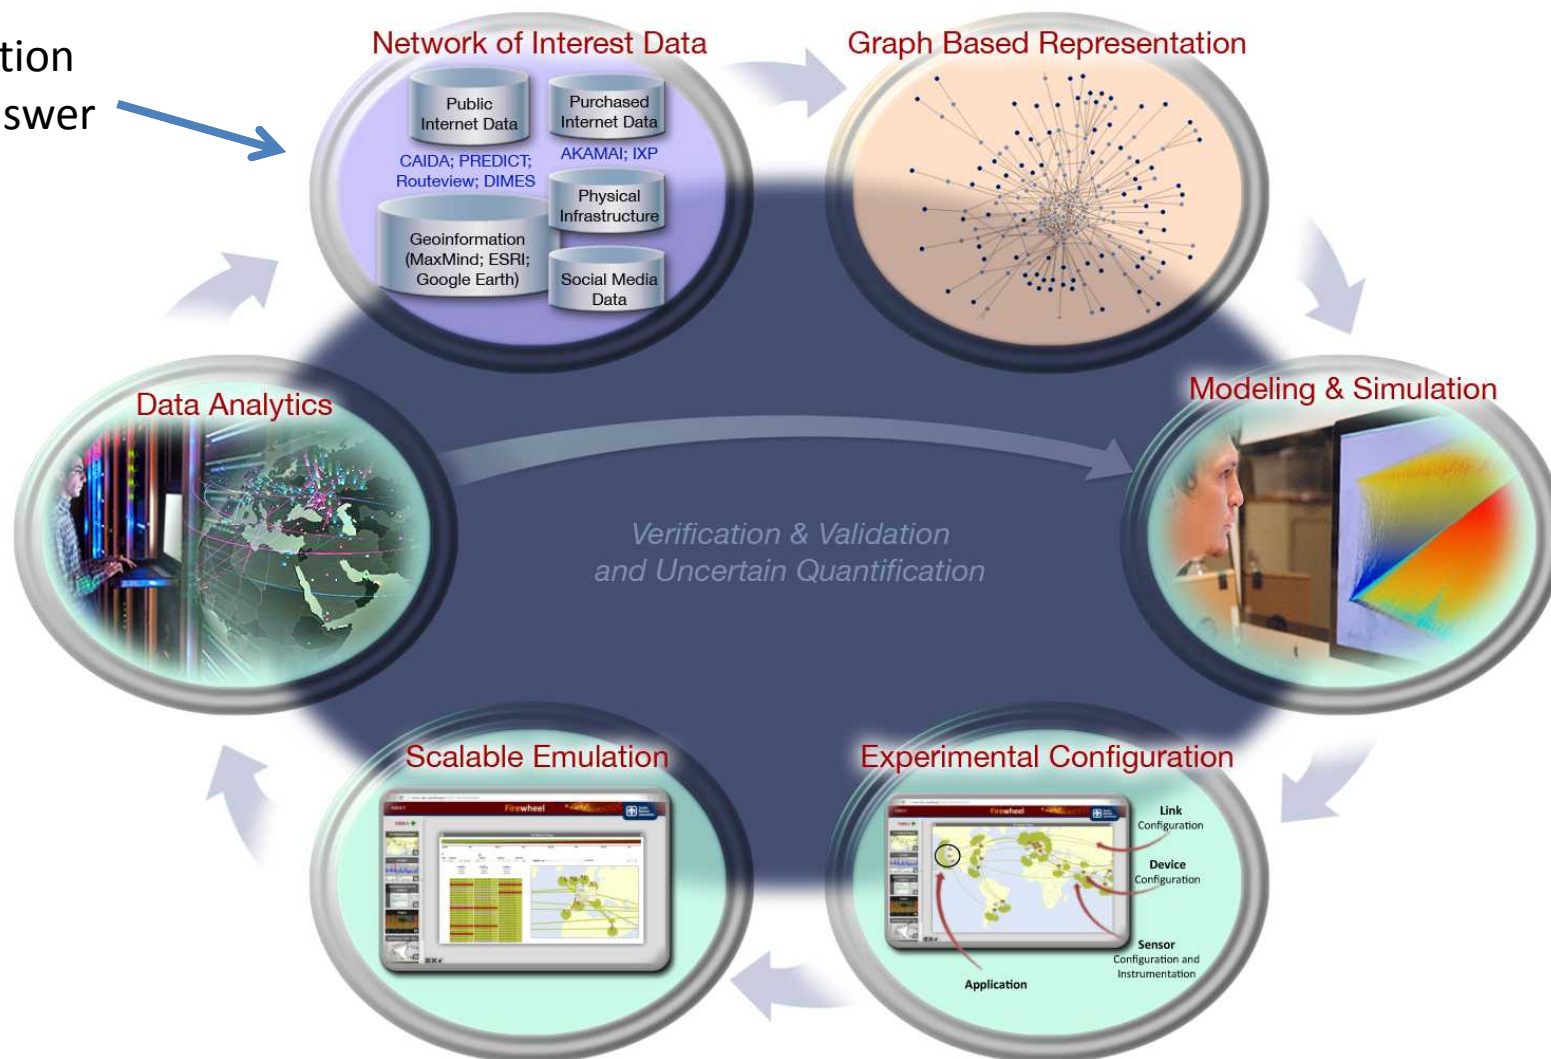 tion
swer
Network of Interest Data
Public
Internet Data
Purchased
Internet Data
CAIDA; PREDICT;
Routeview; DIMES
AKAMAI; IXP
Physical
Infrastructure
Geoinformation
(MaxMind; ESRI;
Google Earth)
Social Media
Data
Graph Based Representation
Data Analytics
Modeling & Simulation
Verification & Validation
and Uncertain Quantification
Scalable Emulation
Firewheel
Experimental Configuration
Firewheel
Link
Configuration
Device
Configuration
Sensor
Configuration and
Instrumentation
Application